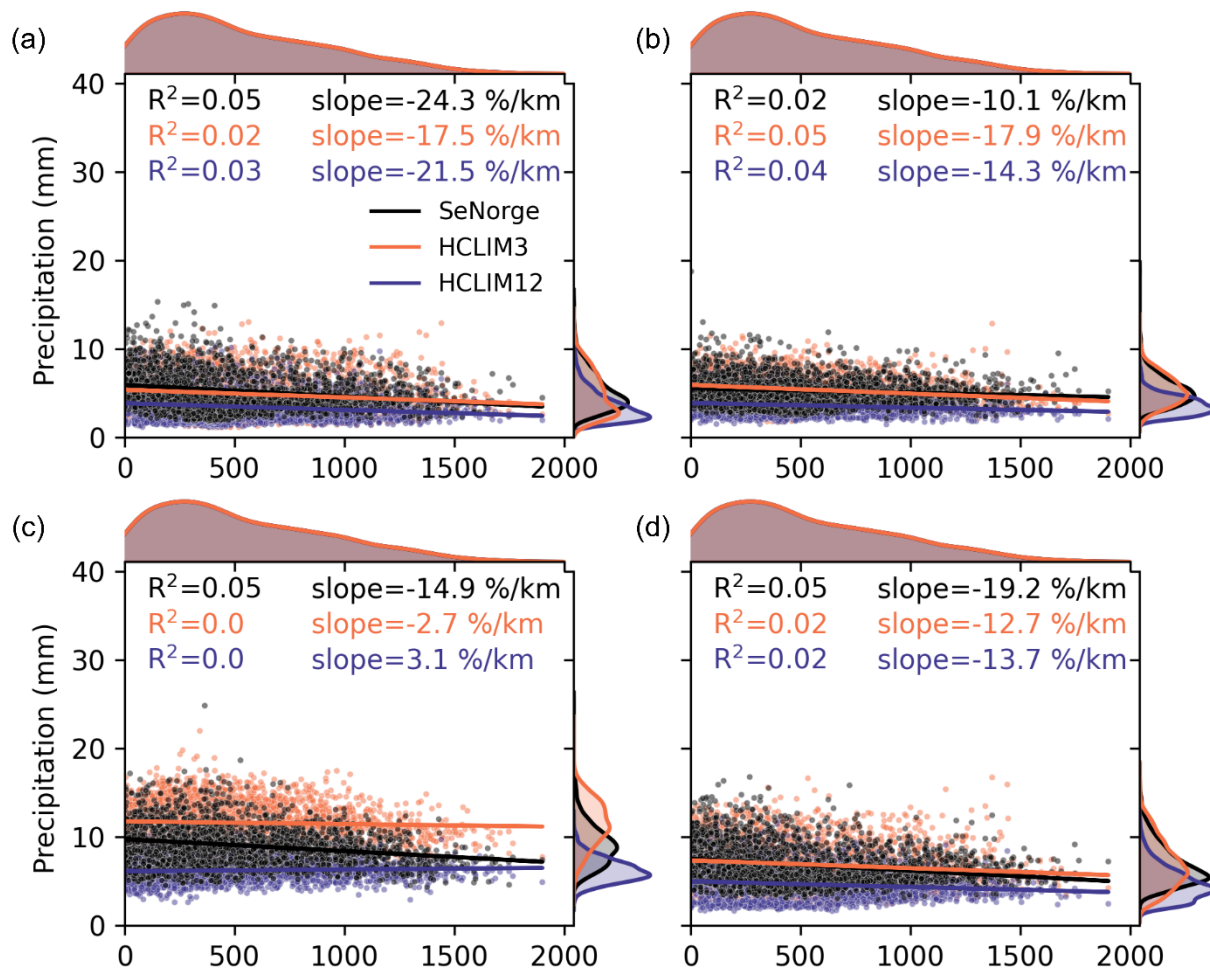 (a)
R²=0.05 slope=-24.3 %/km
R²=0.02 slope=-17.5 %/km
R²=0.03 slope=-21.5 %/km
SeNorge
HCLIM3
HCLIM12
Precipitation (mm)
40
30
20
10
0
0 500 1000 1500 2000
(b)
R²=0.02 slope=-10.1 %/km
R²=0.05 slope=-17.9 %/km
R²=0.04 slope=-14.3 %/km
0 500 1000 1500 2000
(c)
R²=0.05 slope=-14.9 %/km
R²=0.0 slope=-2.7 %/km
R²=0.0 slope=3.1 %/km
Precipitation (mm)
40
30
20
10
0
0 500 1000 1500 2000
(d)
R²=0.05 slope=-19.2 %/km
R²=0.02 slope=-12.7 %/km
R²=0.02 slope=-13.7 %/km
0 500 1000 1500 2000